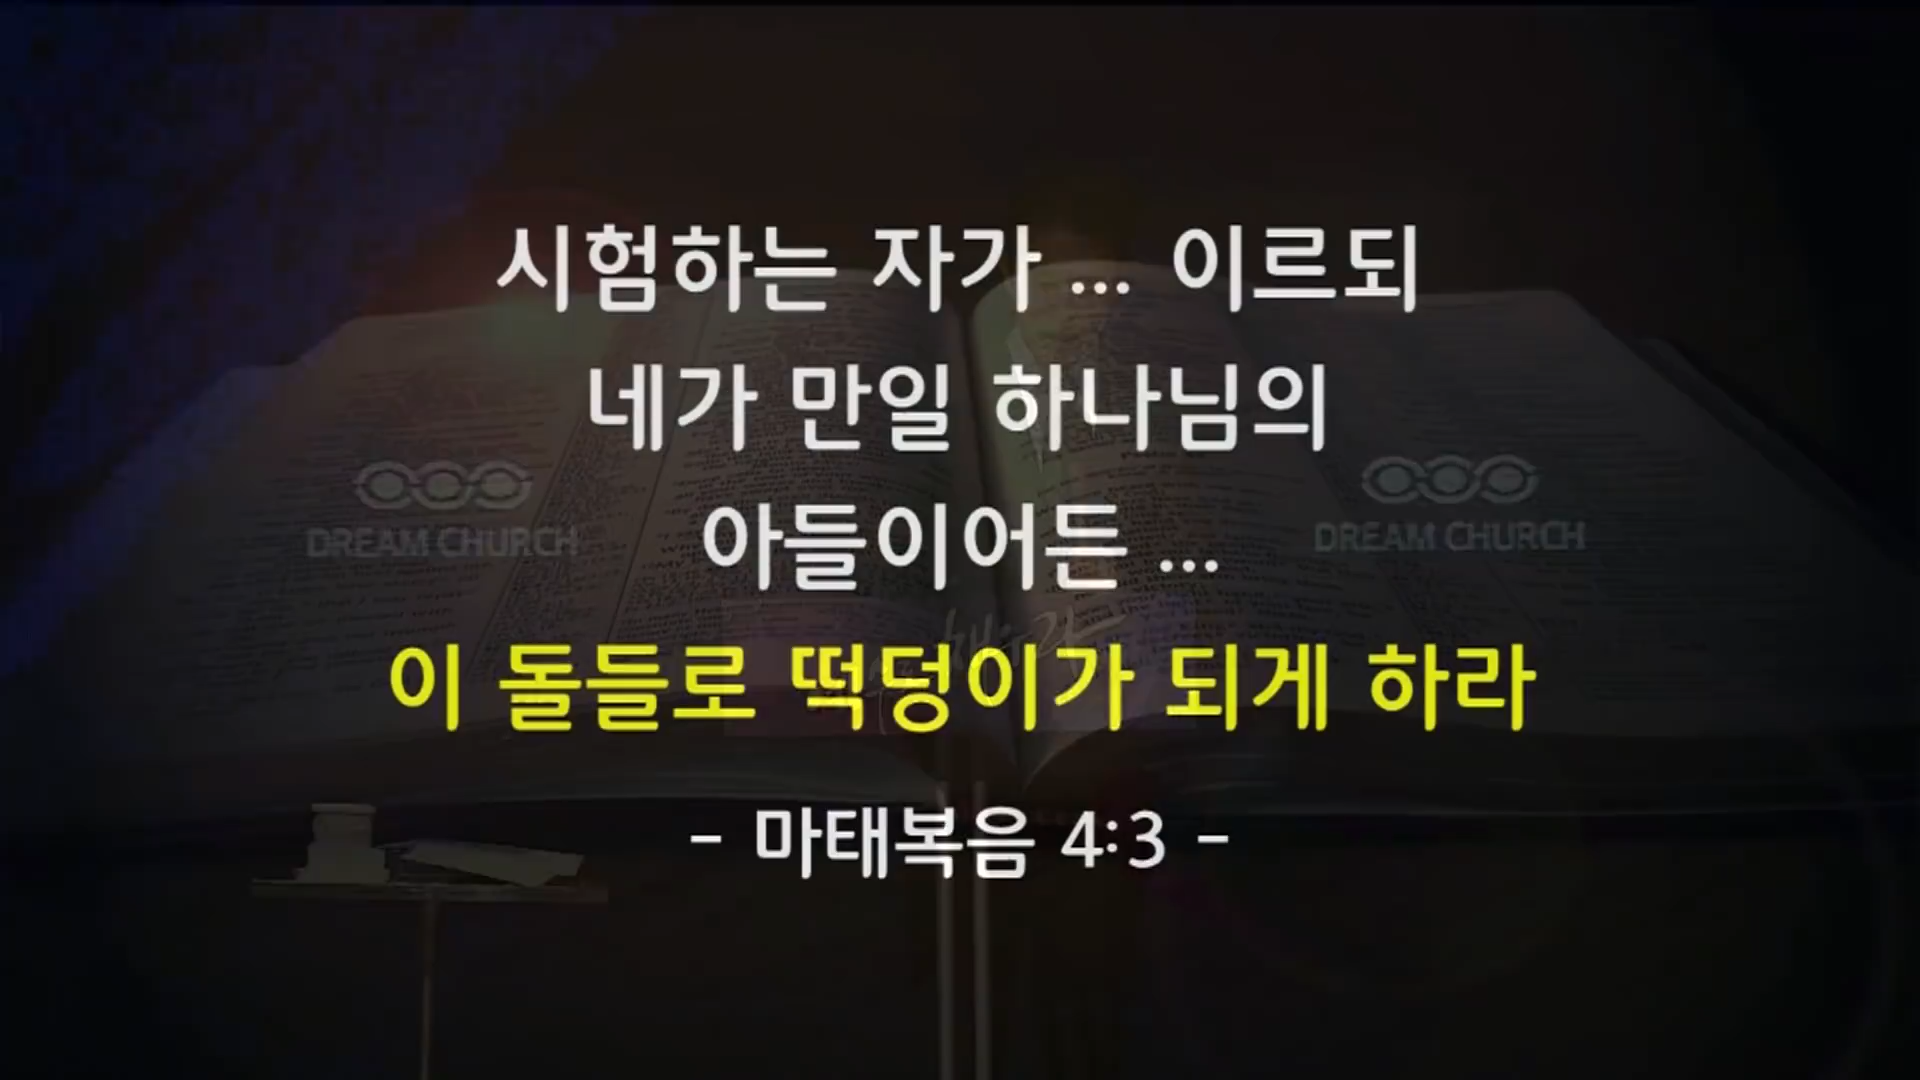 시험하는 자가 ... 이르되
네가 만일 하나님의
아들이어든 ...
DREAM CHURCH
DREAM CHURCH
이 돌들로 떡덩이가 되게 하라
- 마태복음 4:3 -